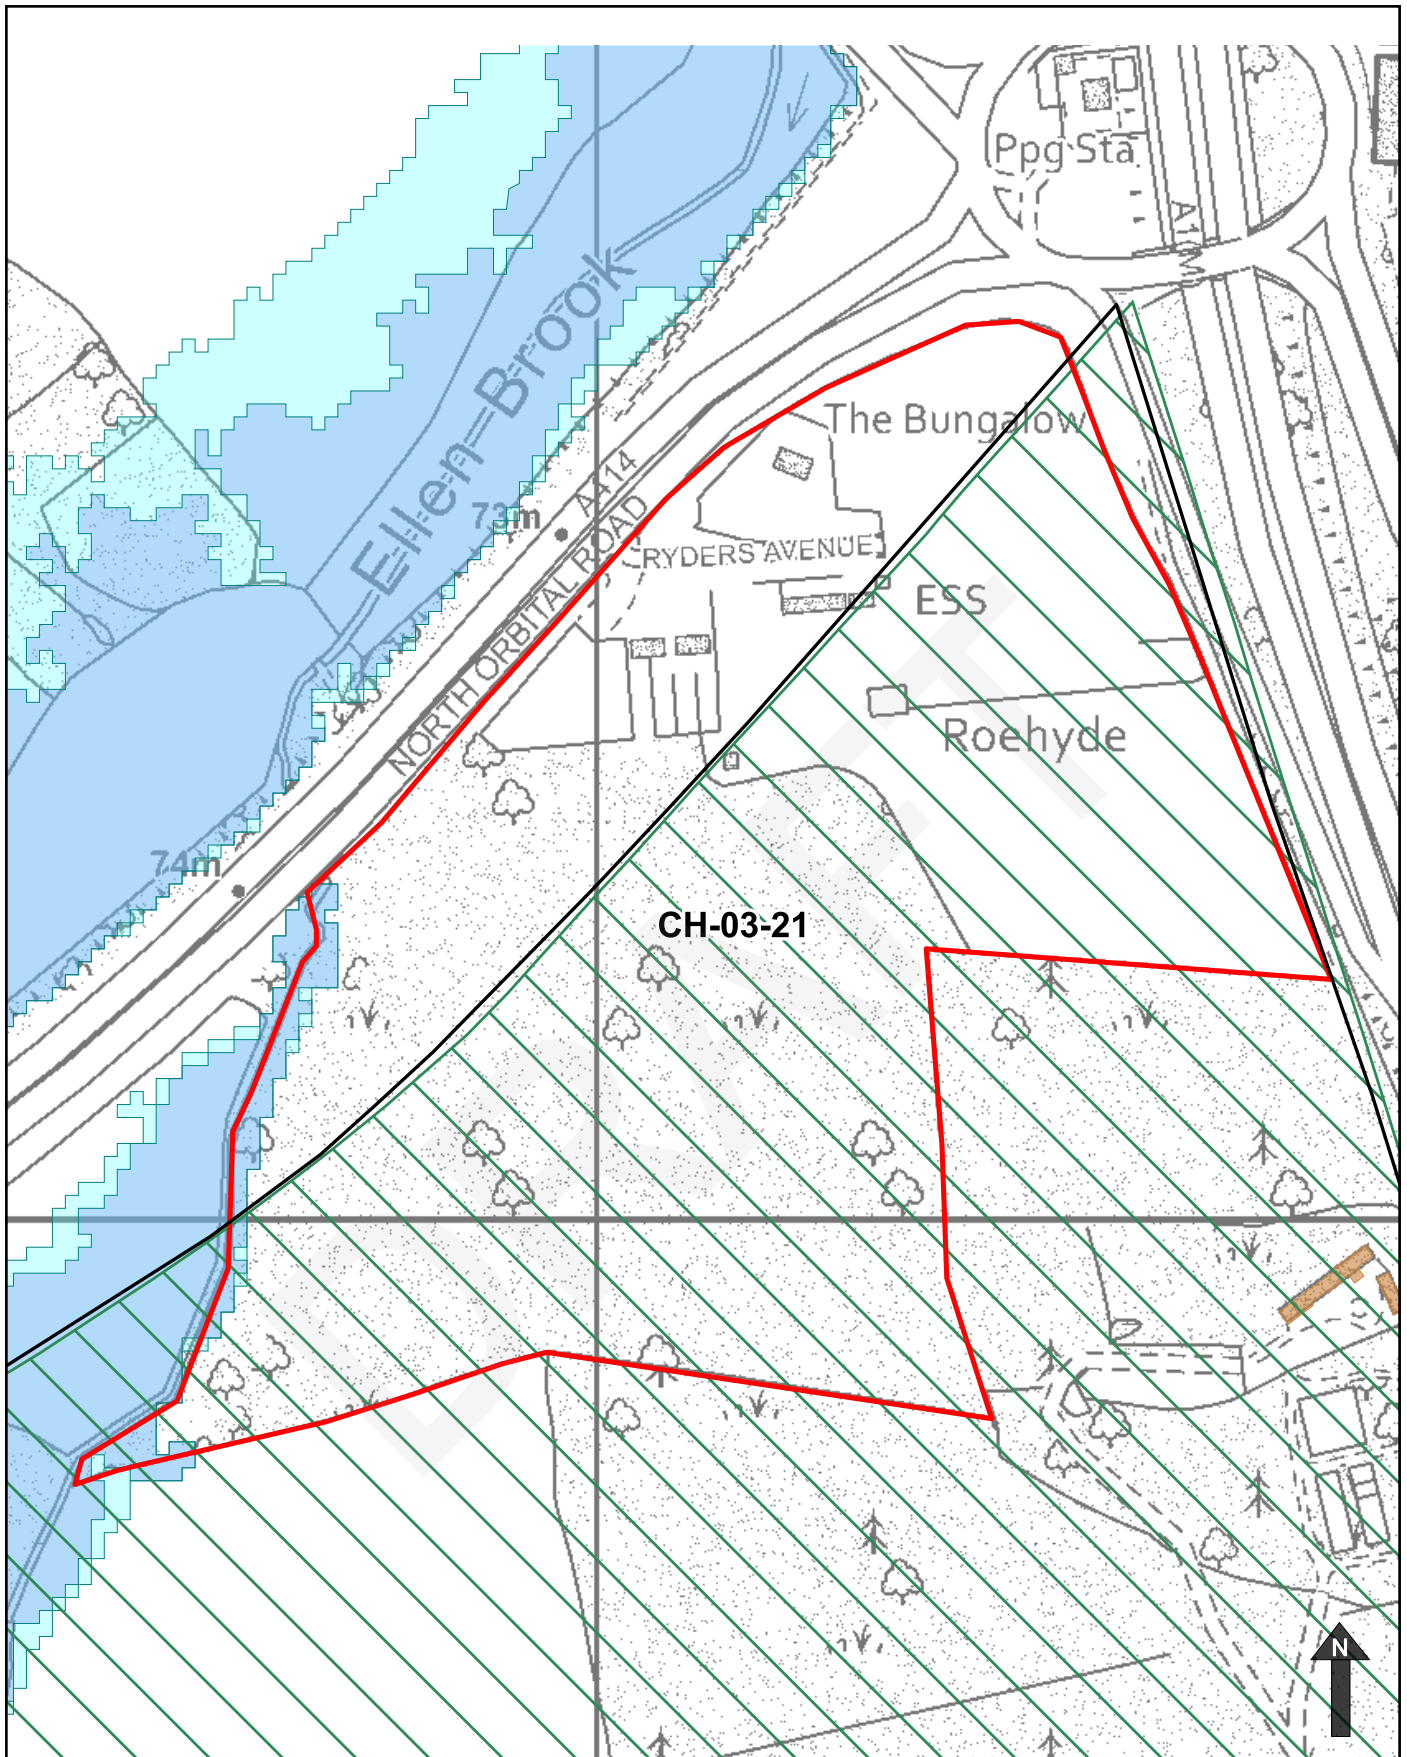 Ppg Sta
A1(M)
Ellen Brook
The Bungalow
A414
73m
NORTH ORBITAL ROAD
RYDERS AVENUE
ESS
Roehyde
74m
CH-03-21
DRAFT
N